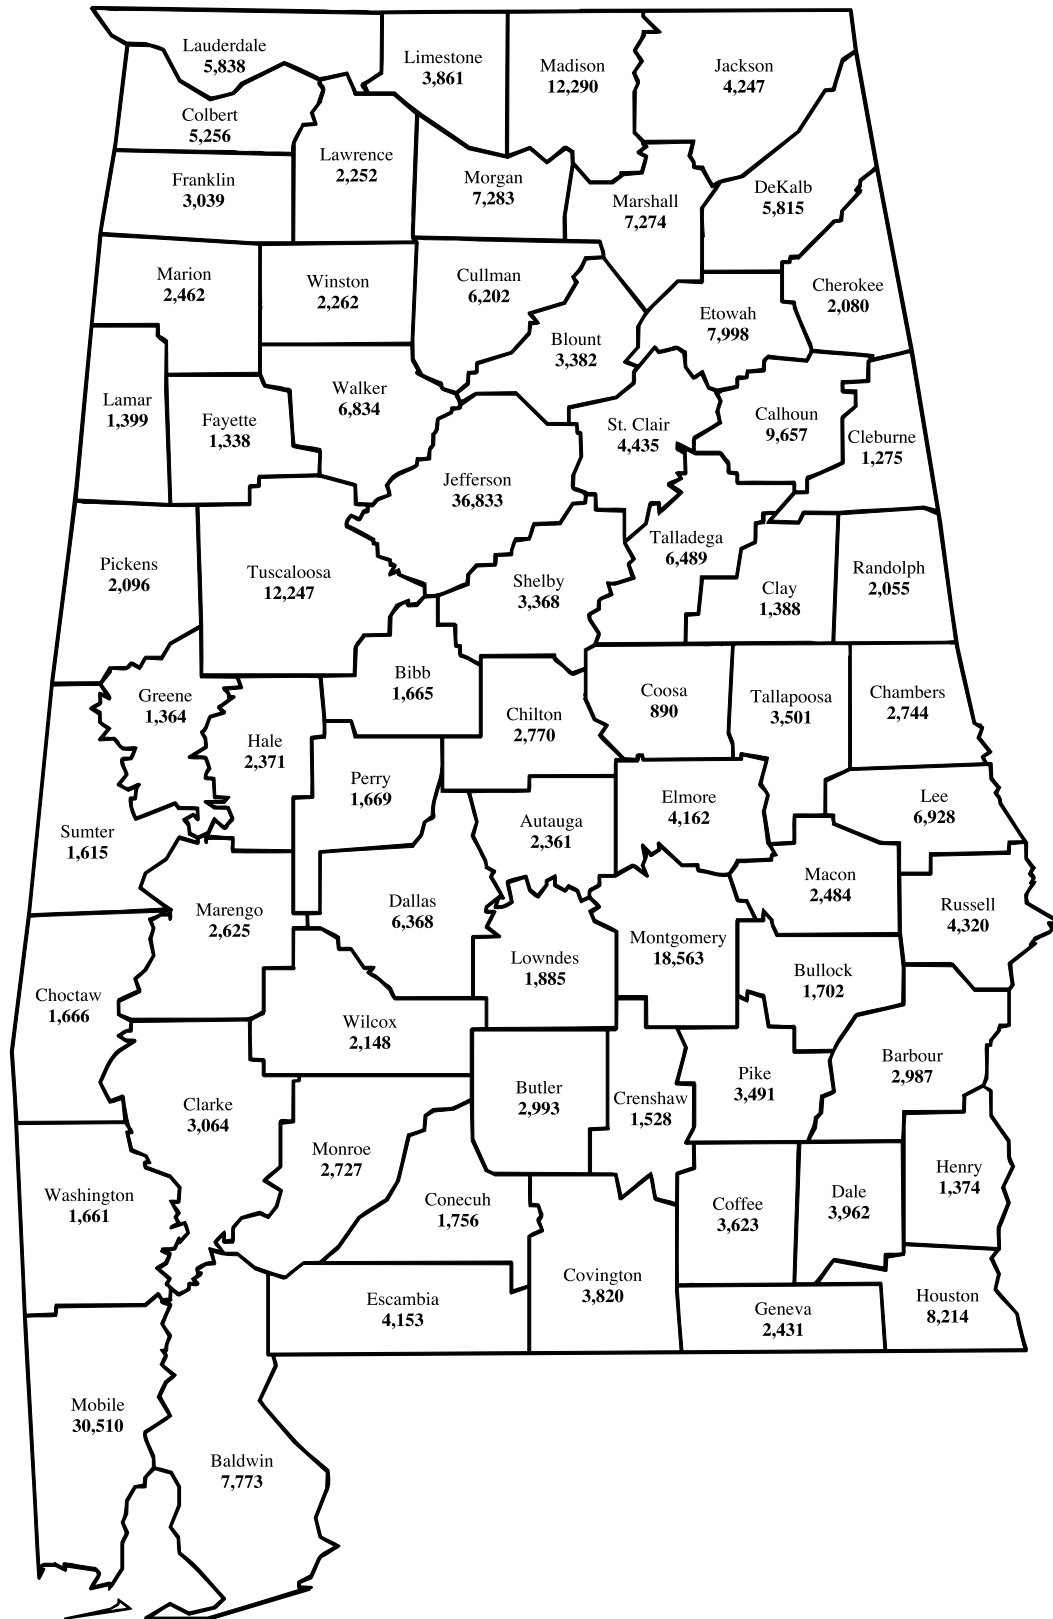 Lauderdale
5,838
Limestone
3,861
Madison
12,290
Jackson
4,247
Colbert
5,256
Lawrence
2,252
Franklin
3,039
Morgan
7,283
Marshall
7,274
DeKalb
5,815
Marion
2,462
Winston
2,262
Cullman
6,202
Cherokee
2,080
Etowah
7,998
Blount
3,382
Lamar
1,399
Fayette
1,338
Walker
6,834
St. Clair
4,435
Calhoun
9,657
Cleburne
1,275
Jefferson
36,833
Pickens
2,096
Tuscaloosa
12,247
Shelby
3,368
Talladega
6,489
Clay
1,388
Randolph
2,055
Greene
1,364
Bibb
1,665
Hale
2,371
Chilton
2,770
Coosa
890
Tallapoosa
3,501
Chambers
2,744
Perry
1,669
Sumter
1,615
Autauga
2,361
Elmore
4,162
Lee
6,928
Marengo
2,625
Dallas
6,368
Macon
2,484
Russell
4,320
Lowndes
1,885
Montgomery
18,563
Bullock
1,702
Choctaw
1,666
Wilcox
2,148
Clarke
3,064
Butler
2,993
Crenshaw
1,528
Pike
3,491
Barbour
2,987
Monroe
2,727
Washington
1,661
Conecuh
1,756
Coffee
3,623
Dale
3,962
Henry
1,374
Escambia
4,153
Covington
3,820
Geneva
2,431
Houston
8,214
Mobile
30,510
Baldwin
7,773